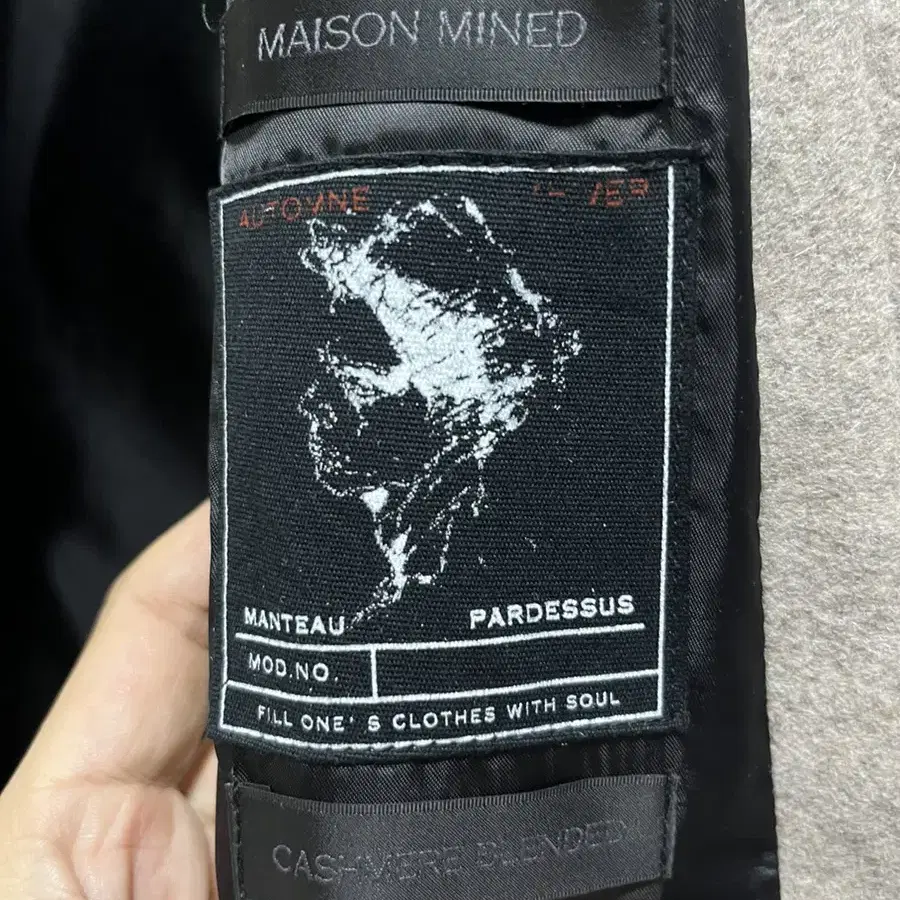 MAISON MINED
AUTOMNE
MANTEAU PARDESSUS
MOD.NO.
FILL ONE' S CLOTHES WITH SOUL
CASHMERE BLENDED